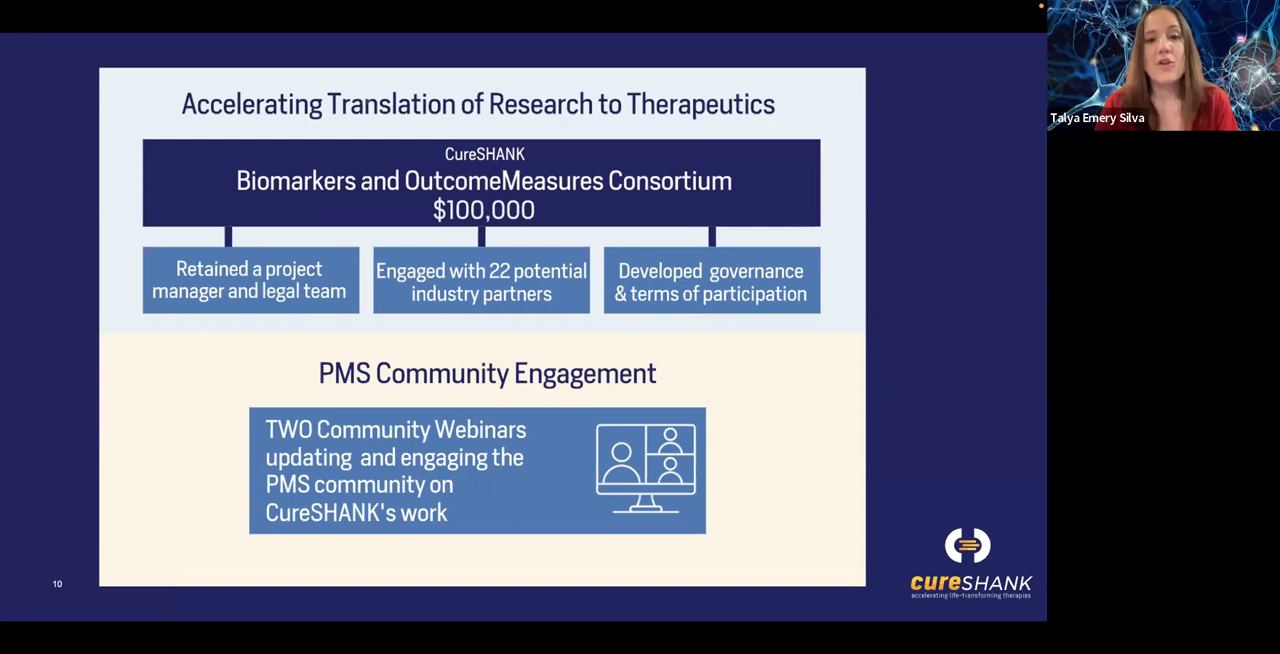 Accelerating Translation of Research to Therapeutics
CureSHANK
Biomarkers and OutcomeMeasures Consortium
$100,000
Retained a project
manager and legal team
Engaged with 22 potential
industry partners
Developed governance
& terms of participation
PMS Community Engagement
TWO Community Webinars
updating and engaging the
PMS community on
CureSHANK's work
10
cureSHANK
accelerating life-transforming therapies
Talya Emery Silva